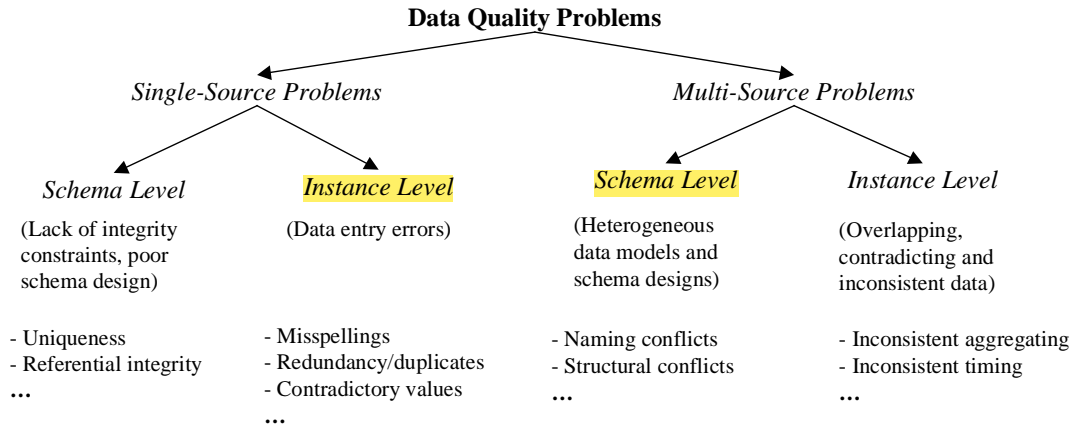 Data Quality Problems
Single-Source Problems
Multi-Source Problems
Schema Level
Instance Level
Schema Level
Instance Level
(Lack of integrity
constraints, poor
schema design)
(Data entry errors)
(Heterogeneous
data models and
schema designs)
(Overlapping,
contradicting and
inconsistent data)
- Uniqueness
- Referential integrity
...
- Misspellings
- Redundancy/duplicates
- Contradictory values
...
- Naming conflicts
- Structural conflicts
...
- Inconsistent aggregating
- Inconsistent timing
...